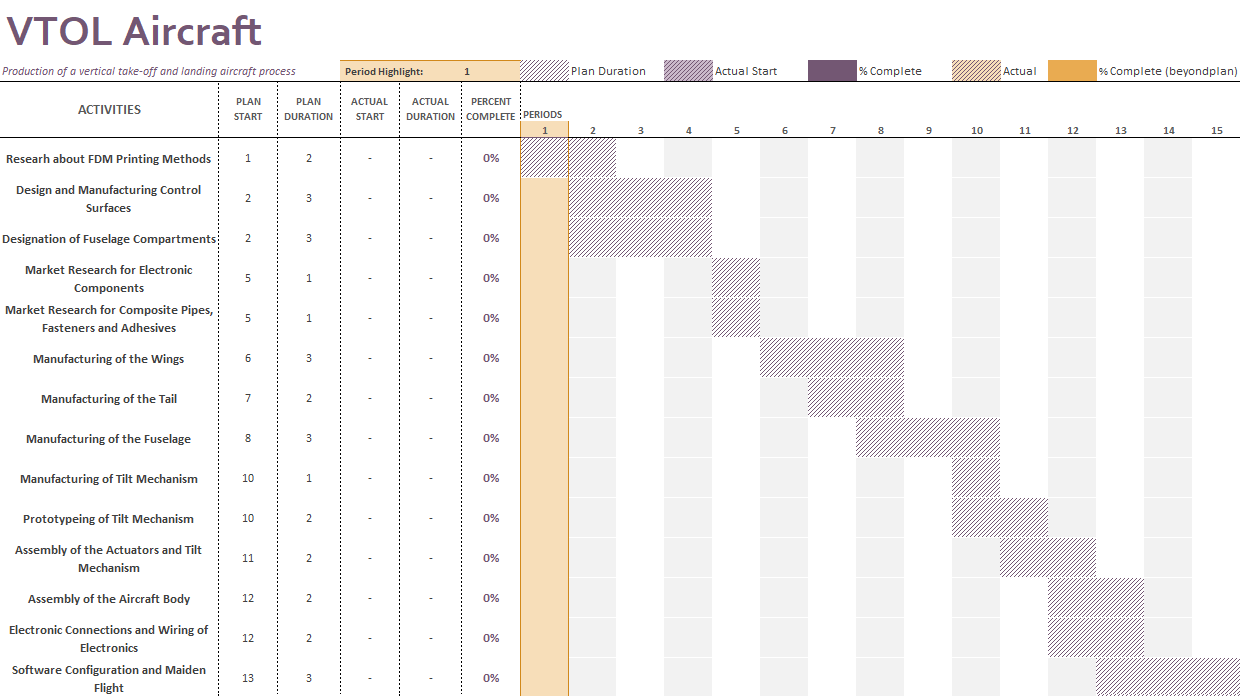 VTOL Aircraft
Production of a vertical take-off and landing aircraft process
Period Highlight: 1
Plan Duration
Actual Start
% Complete
Actual
% Complete (beyondplan)
ACTIVITIES
PLAN
START
PLAN
DURATION
ACTUAL
START
ACTUAL
DURATION
PERCENT
COMPLETE
PERIODS
1 2 3 4 5 6 7 8 9 10 11 12 13 14 15
Researh about FDM Printing Methods 1 2 - - 0%
Design and Manufacturing Control
Surfaces 2 3 - - 0%
Designation of Fuselage Compartments 2 3 - - 0%
Market Research for Electronic
Components 5 1 - - 0%
Market Research for Composite Pipes,
Fasteners and Adhesives 5 1 - - 0%
Manufacturing of the Wings 6 3 - - 0%
Manufacturing of the Tail 7 2 - - 0%
Manufacturing of the Fuselage 8 3 - - 0%
Manufacturing of Tilt Mechanism 10 1 - - 0%
Prototypeing of Tilt Mechanism 10 2 - - 0%
Assembly of the Actuators and Tilt
Mechanism 11 2 - - 0%
Assembly of the Aircraft Body 12 2 - - 0%
Electronic Connections and Wiring of
Electronics 12 2 - - 0%
Software Configuration and Maiden
Flight 13 3 - - 0%